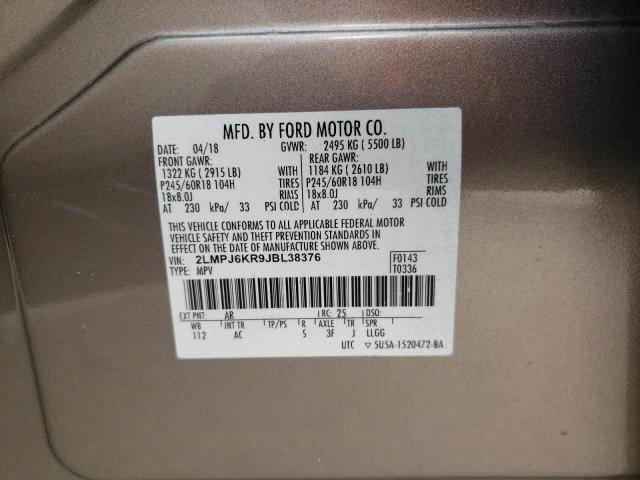 MFD. BY FORD MOTOR CO.
DATE: 04/18 GVWR: 2495 KG ( 5500 LB)
FRONT GAWR: REAR GAWR:
1322 KG ( 2915 LB) WITH 1184 KG ( 2610 LB) WITH
P245/60R18 104H TIRES P245/60R18 104H TIRES
18x8.0J RIMS 18x8.0J RIMS
AT 230 kPa/ 33 PSI COLD AT 230 kPa/ 33 PSI COLD
THIS VEHICLE CONFORMS TO ALL APPLICABLE FEDERAL MOTOR
VEHICLE SAFETY AND THEFT PREVENTION STANDARDS IN
EFFECT ON THE DATE OF MANUFACTURE SHOWN ABOVE.
VIN: 2LMPJ6KR9JBL38376 F0143
TYPE: MPV T0336
EXT PNT: AR RC: 25 DSO:
WB INT TR TP/PS R AXLE TR SPR
112 AC S 3F J LLGG
UTC ▽ 5U5A-1520472-BA